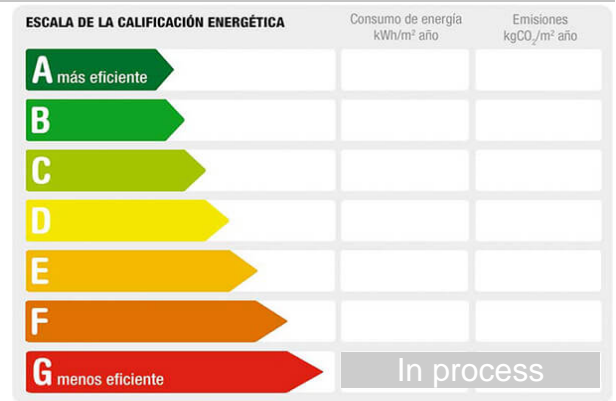 ESCALA DE LA CALIFICACIÓN ENERGÉTICA
Consumo de energía
kWh/m² año
Emisiones
kgCO₂/m² año
A más eficiente
B
C
D
E
F
G menos eficiente
In process